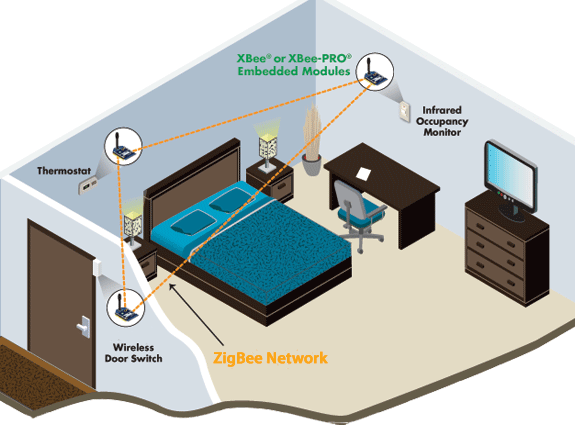 XBee® or XBee-PRO®
Embedded Modules
Infrared
Occupancy
Monitor
Thermostat
Wireless
Door Switch
ZigBee Network